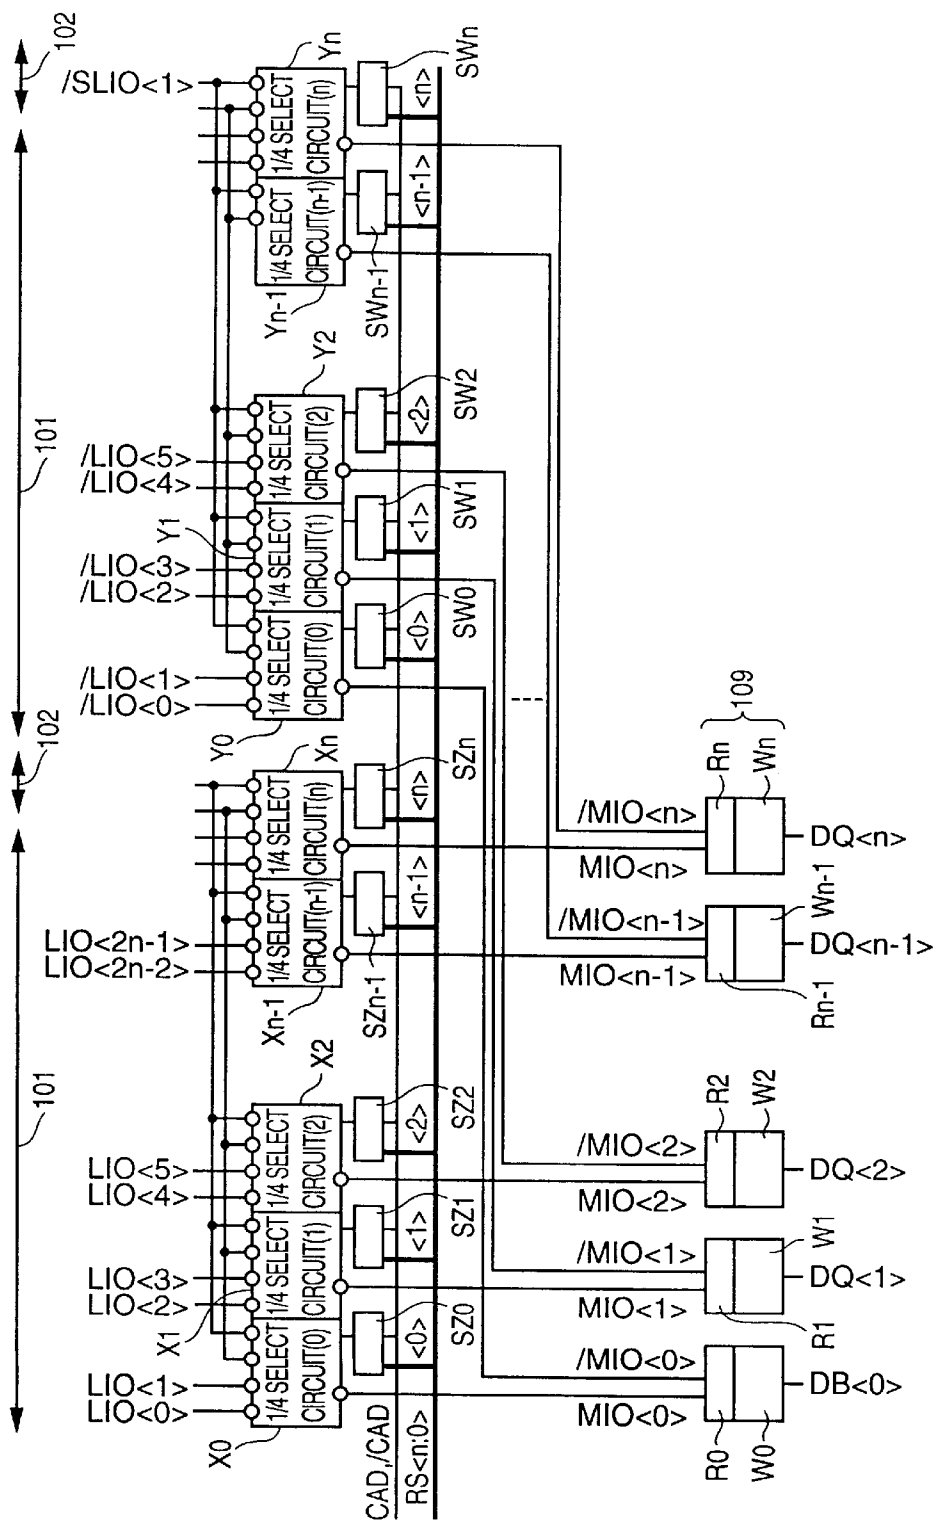 101
102
101
102
LIO<0>
LIO<1>
LIO<2>
LIO<3>
LIO<4>
LIO<5>
LIO<2n-2>
LIO<2n-1>
/LIO<0>
/LIO<1>
/LIO<2>
/LIO<3>
/LIO<4>
/LIO<5>
/SLIO<1>
X0
X1
X2
Xn-1
Xn
Y0
Y1
Y2
Yn-1
Yn
1/4 SELECT
CIRCUIT(0)
1/4 SELECT
CIRCUIT(1)
1/4 SELECT
CIRCUIT(2)
1/4 SELECT
CIRCUIT(n-1)
1/4 SELECT
CIRCUIT(n)
1/4 SELECT
CIRCUIT(0)
1/4 SELECT
CIRCUIT(1)
1/4 SELECT
CIRCUIT(2)
1/4 SELECT
CIRCUIT(n-1)
1/4 SELECT
CIRCUIT(n)
CAD,/CAD
RS<n:0>
<0>
<1>
<2>
<n-1>
<n>
<0>
<1>
<2>
<n-1>
<n>
SZ0
SZ1
SZ2
SZn-1
SZn
SW0
SW1
SW2
SWn-1
SWn
MIO<0>
/MIO<0>
MIO<1>
/MIO<1>
MIO<2>
/MIO<2>
MIO<n-1>
/MIO<n-1>
MIO<n>
/MIO<n>
R0
W0
R1
W1
R2
W2
Rn-1
Wn-1
Rn
Wn
109
DB<0>
DQ<1>
DQ<2>
DQ<n-1>
DQ<n>